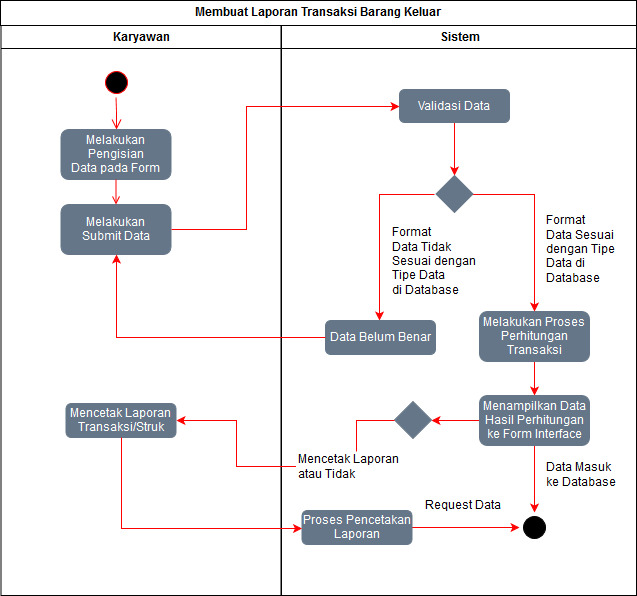 Membuat Laporan Transaksi Barang Keluar
Karyawan
Sistem
Validasi Data
Melakukan
Pengisian
Data pada Form
Melakukan
Submit Data
Format
Data Tidak
Sesuai dengan
Tipe Data
di Database
Format
Data Sesuai
dengan Tipe
Data di
Database
Data Belum Benar
Melakukan Proses
Perhitungan
Transaksi
Mencetak Laporan
Transaksi/Struk
Menampilkan Data
Hasil Perhitungan
ke Form Interface
Mencetak Laporan
atau Tidak
Data Masuk
ke Database
Proses Pencetakan
Laporan
Request Data